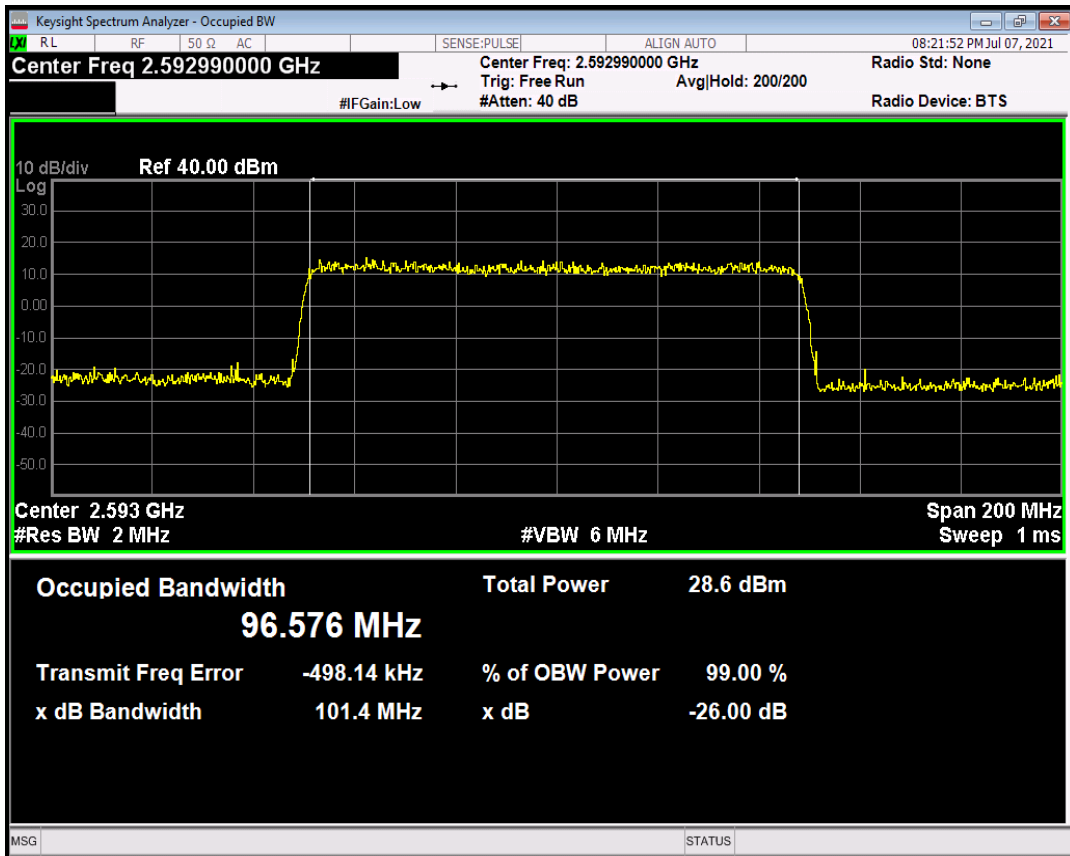 Keysight Spectrum Analyzer - Occupied BW
LXI RL RF 50 Ω AC SENSE:PULSE ALIGN AUTO 08:21:52 PM Jul 07, 2021
Center Freq 2.592990000 GHz Center Freq: 2.592990000 GHz Radio Std: None
Trig: Free Run Avg|Hold: 200/200
#IFGain:Low #Atten: 40 dB Radio Device: BTS
10 dB/div Ref 40.00 dBm
Log
30.0
20.0
10.0
0.00
-10.0
-20.0
-30.0
-40.0
-50.0
Center 2.593 GHz Span 200 MHz
#Res BW 2 MHz #VBW 6 MHz Sweep 1 ms
Occupied Bandwidth Total Power 28.6 dBm
96.576 MHz
Transmit Freq Error -498.14 kHz % of OBW Power 99.00 %
x dB Bandwidth 101.4 MHz x dB -26.00 dB
MSG STATUS